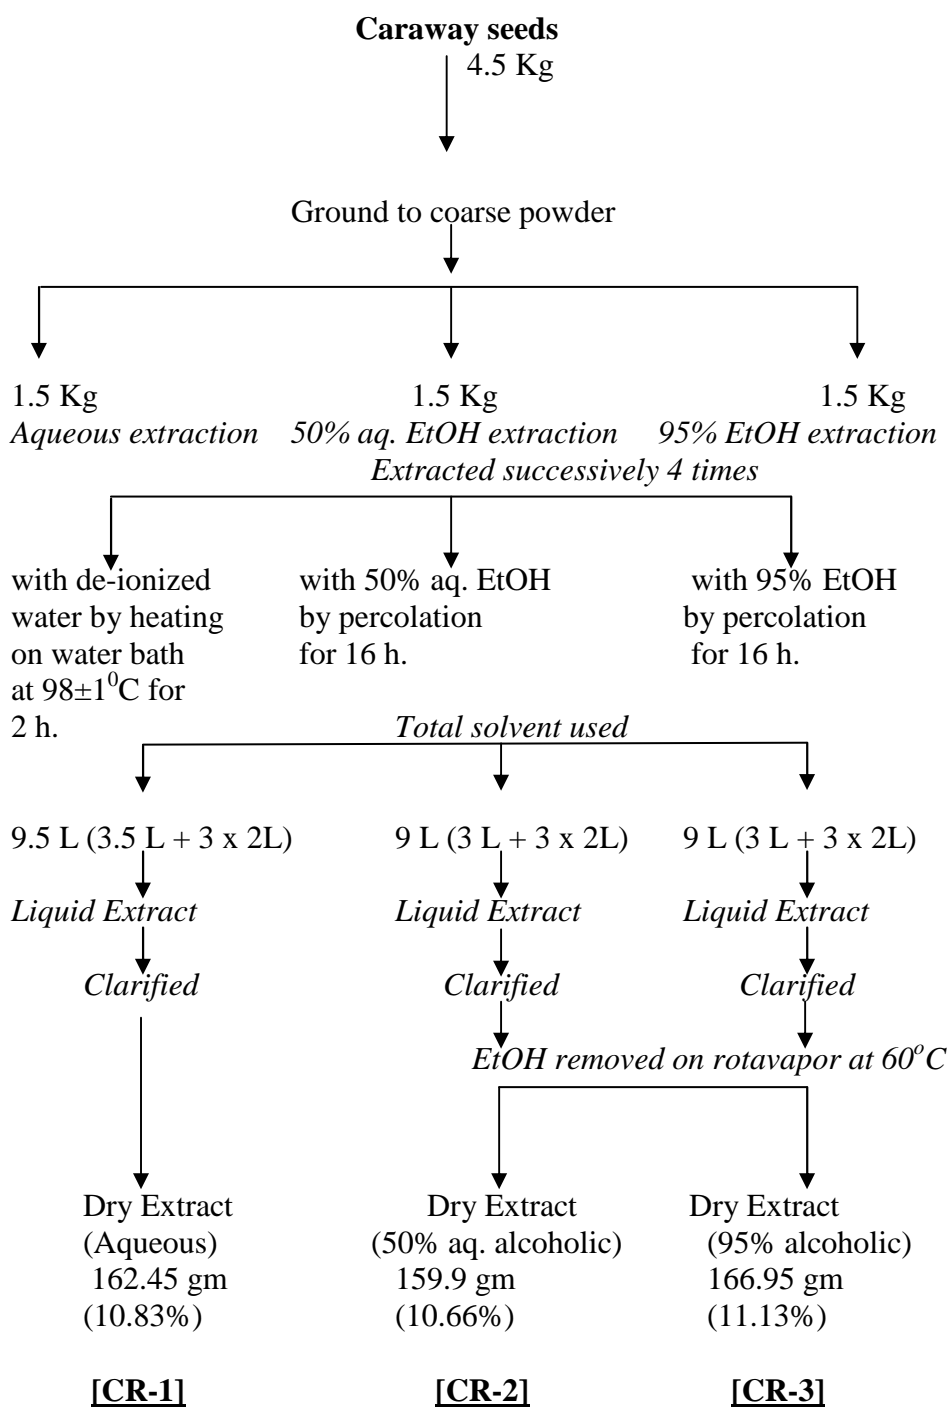 Caraway seeds
4.5 Kg
Ground to coarse powder
1.5 Kg 1.5 Kg 1.5 Kg
Aqueous extraction 50% aq. EtOH extraction 95% EtOH extraction
Extracted successively 4 times
with de-ionized with 50% aq. EtOH with 95% EtOH
water by heating by percolation by percolation
on water bath for 16 h. for 16 h.
at 98±1⁰C for
2 h. Total solvent used
9.5 L (3.5 L + 3 x 2L) 9 L (3 L + 3 x 2L) 9 L (3 L + 3 x 2L)
Liquid Extract Liquid Extract Liquid Extract
Clarified Clarified Clarified
EtOH removed on rotavapor at 60°C
Dry Extract Dry Extract Dry Extract
(Aqueous) (50% aq. alcoholic) (95% alcoholic)
162.45 gm 159.9 gm 166.95 gm
(10.83%) (10.66%) (11.13%)
[CR-1] [CR-2] [CR-3]